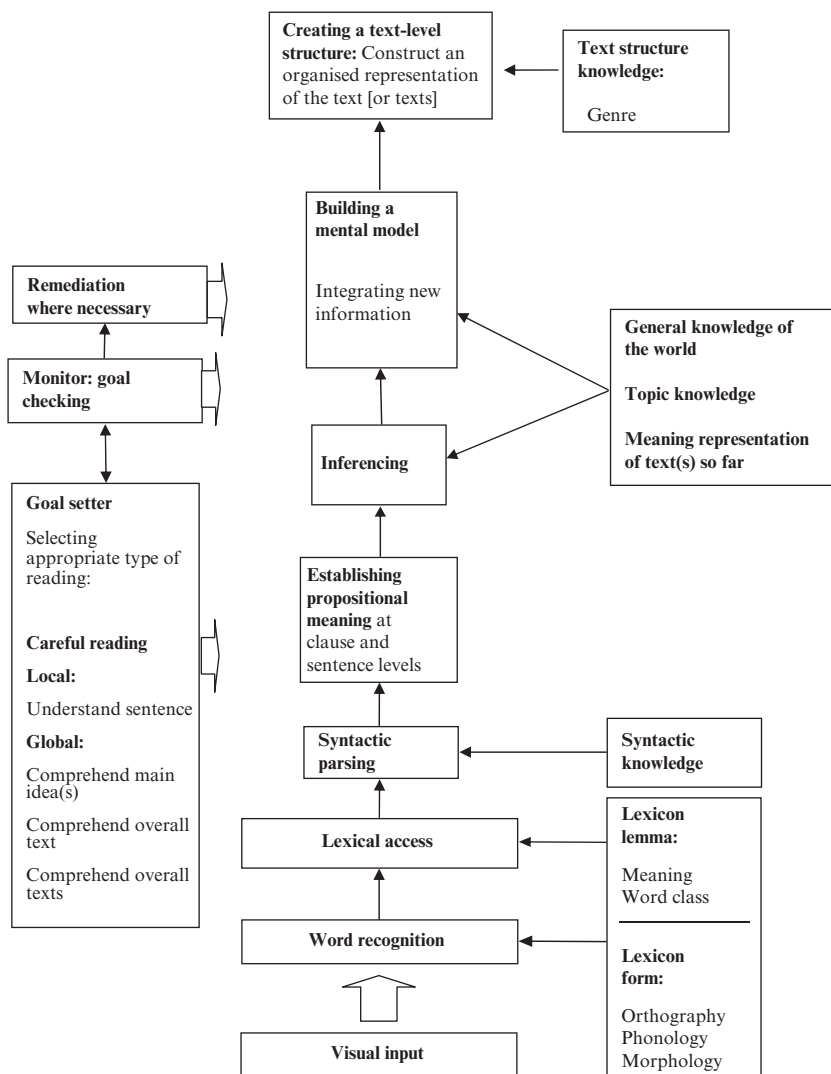 Creating a text-level
structure: Construct an
organised representation
of the text [or texts]
Text structure
knowledge:
Genre
Building a
mental model
Integrating new
information
Remediation
where necessary
Monitor: goal
checking
General knowledge of
the world
Topic knowledge
Meaning representation
of text(s) so far
Inferencing
Goal setter
Selecting
appropriate type of
reading:
Careful reading
Local:
Understand sentence
Global:
Comprehend main
idea(s)
Comprehend overall
text
Comprehend overall
texts
Establishing
propositional
meaning at
clause and
sentence levels
Syntactic
parsing
Syntactic
knowledge
Lexical access
Lexicon
lemma:
Meaning
Word class
Word recognition
Lexicon
form:
Orthography
Phonology
Morphology
Visual input